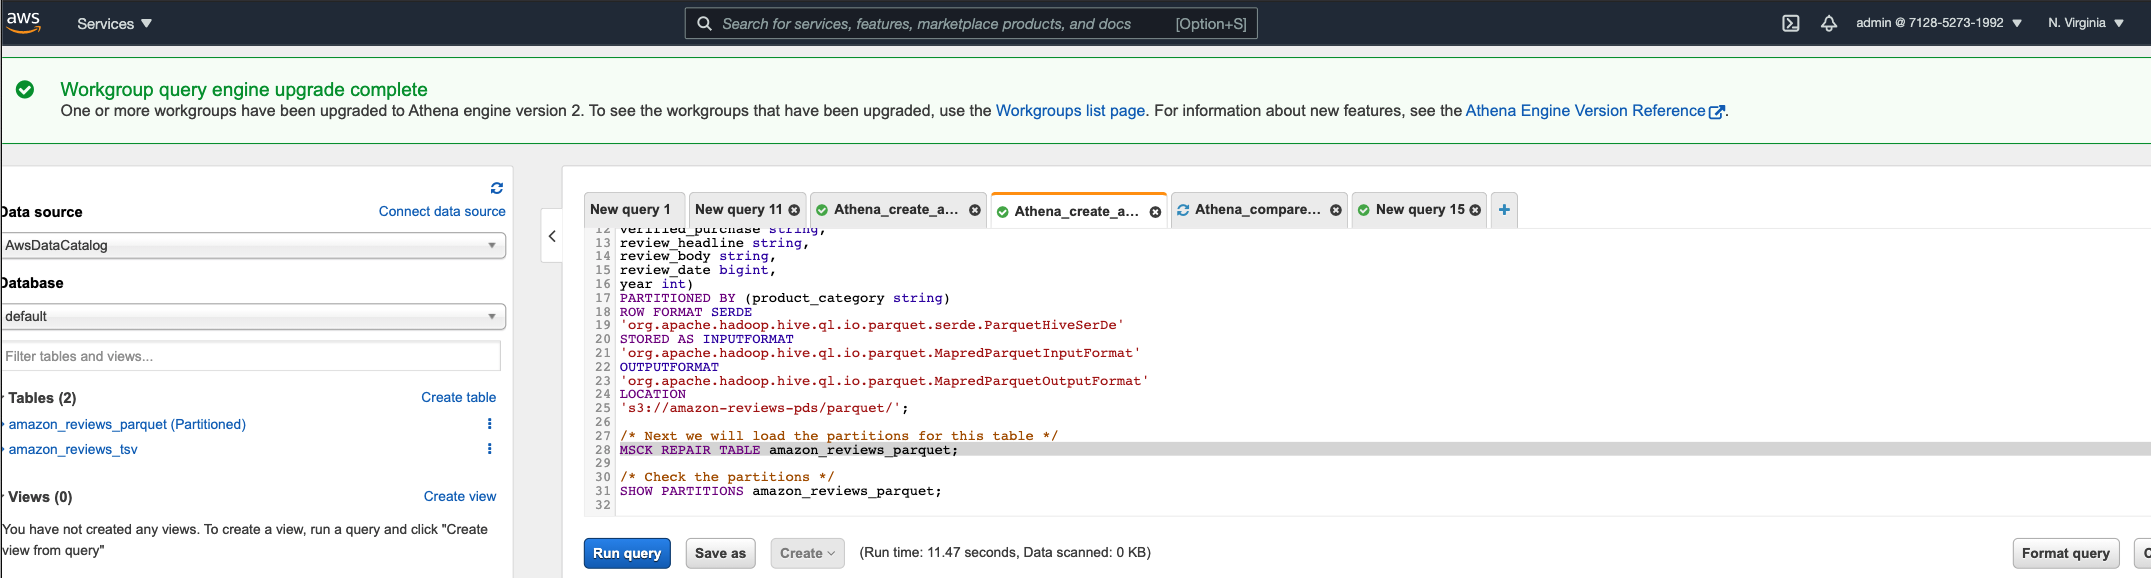 aws
Services
Search for services, features, marketplace products, and docs [Option+S]
admin @ 7128-5273-1992
N. Virginia
Workgroup query engine upgrade complete
One or more workgroups have been upgraded to Athena engine version 2. To see the workgroups that have been upgraded, use the Workgroups list page. For information about new features, see the Athena Engine Version Reference.
Data source
Connect data source
AwsDataCatalog
Database
default
Filter tables and views...
Tables (2)
Create table
amazon_reviews_parquet (Partitioned)
amazon_reviews_tsv
Views (0)
Create view
You have not created any views. To create a view, run a query and click "Create
view from query"
New query 1
New query 11
Athena_create_a...
Athena_create_a...
Athena_compare...
New query 15
+
12 verified_purchase string,
13 review_headline string,
14 review_body string,
15 review_date bigint,
16 year int)
17 PARTITIONED BY (product_category string)
18 ROW FORMAT SERDE
19 'org.apache.hadoop.hive.ql.io.parquet.serde.ParquetHiveSerDe'
20 STORED AS INPUTFORMAT
21 'org.apache.hadoop.hive.ql.io.parquet.MapredParquetInputFormat'
22 OUTPUTFORMAT
23 'org.apache.hadoop.hive.ql.io.parquet.MapredParquetOutputFormat'
24 LOCATION
25 's3://amazon-reviews-pds/parquet/';
26
27 /* Next we will load the partitions for this table */
28 MSCK REPAIR TABLE amazon_reviews_parquet;
29
30 /* Check the partitions */
31 SHOW PARTITIONS amazon_reviews_parquet;
32
Run query
Save as
Create
(Run time: 11.47 seconds, Data scanned: 0 KB)
Format query